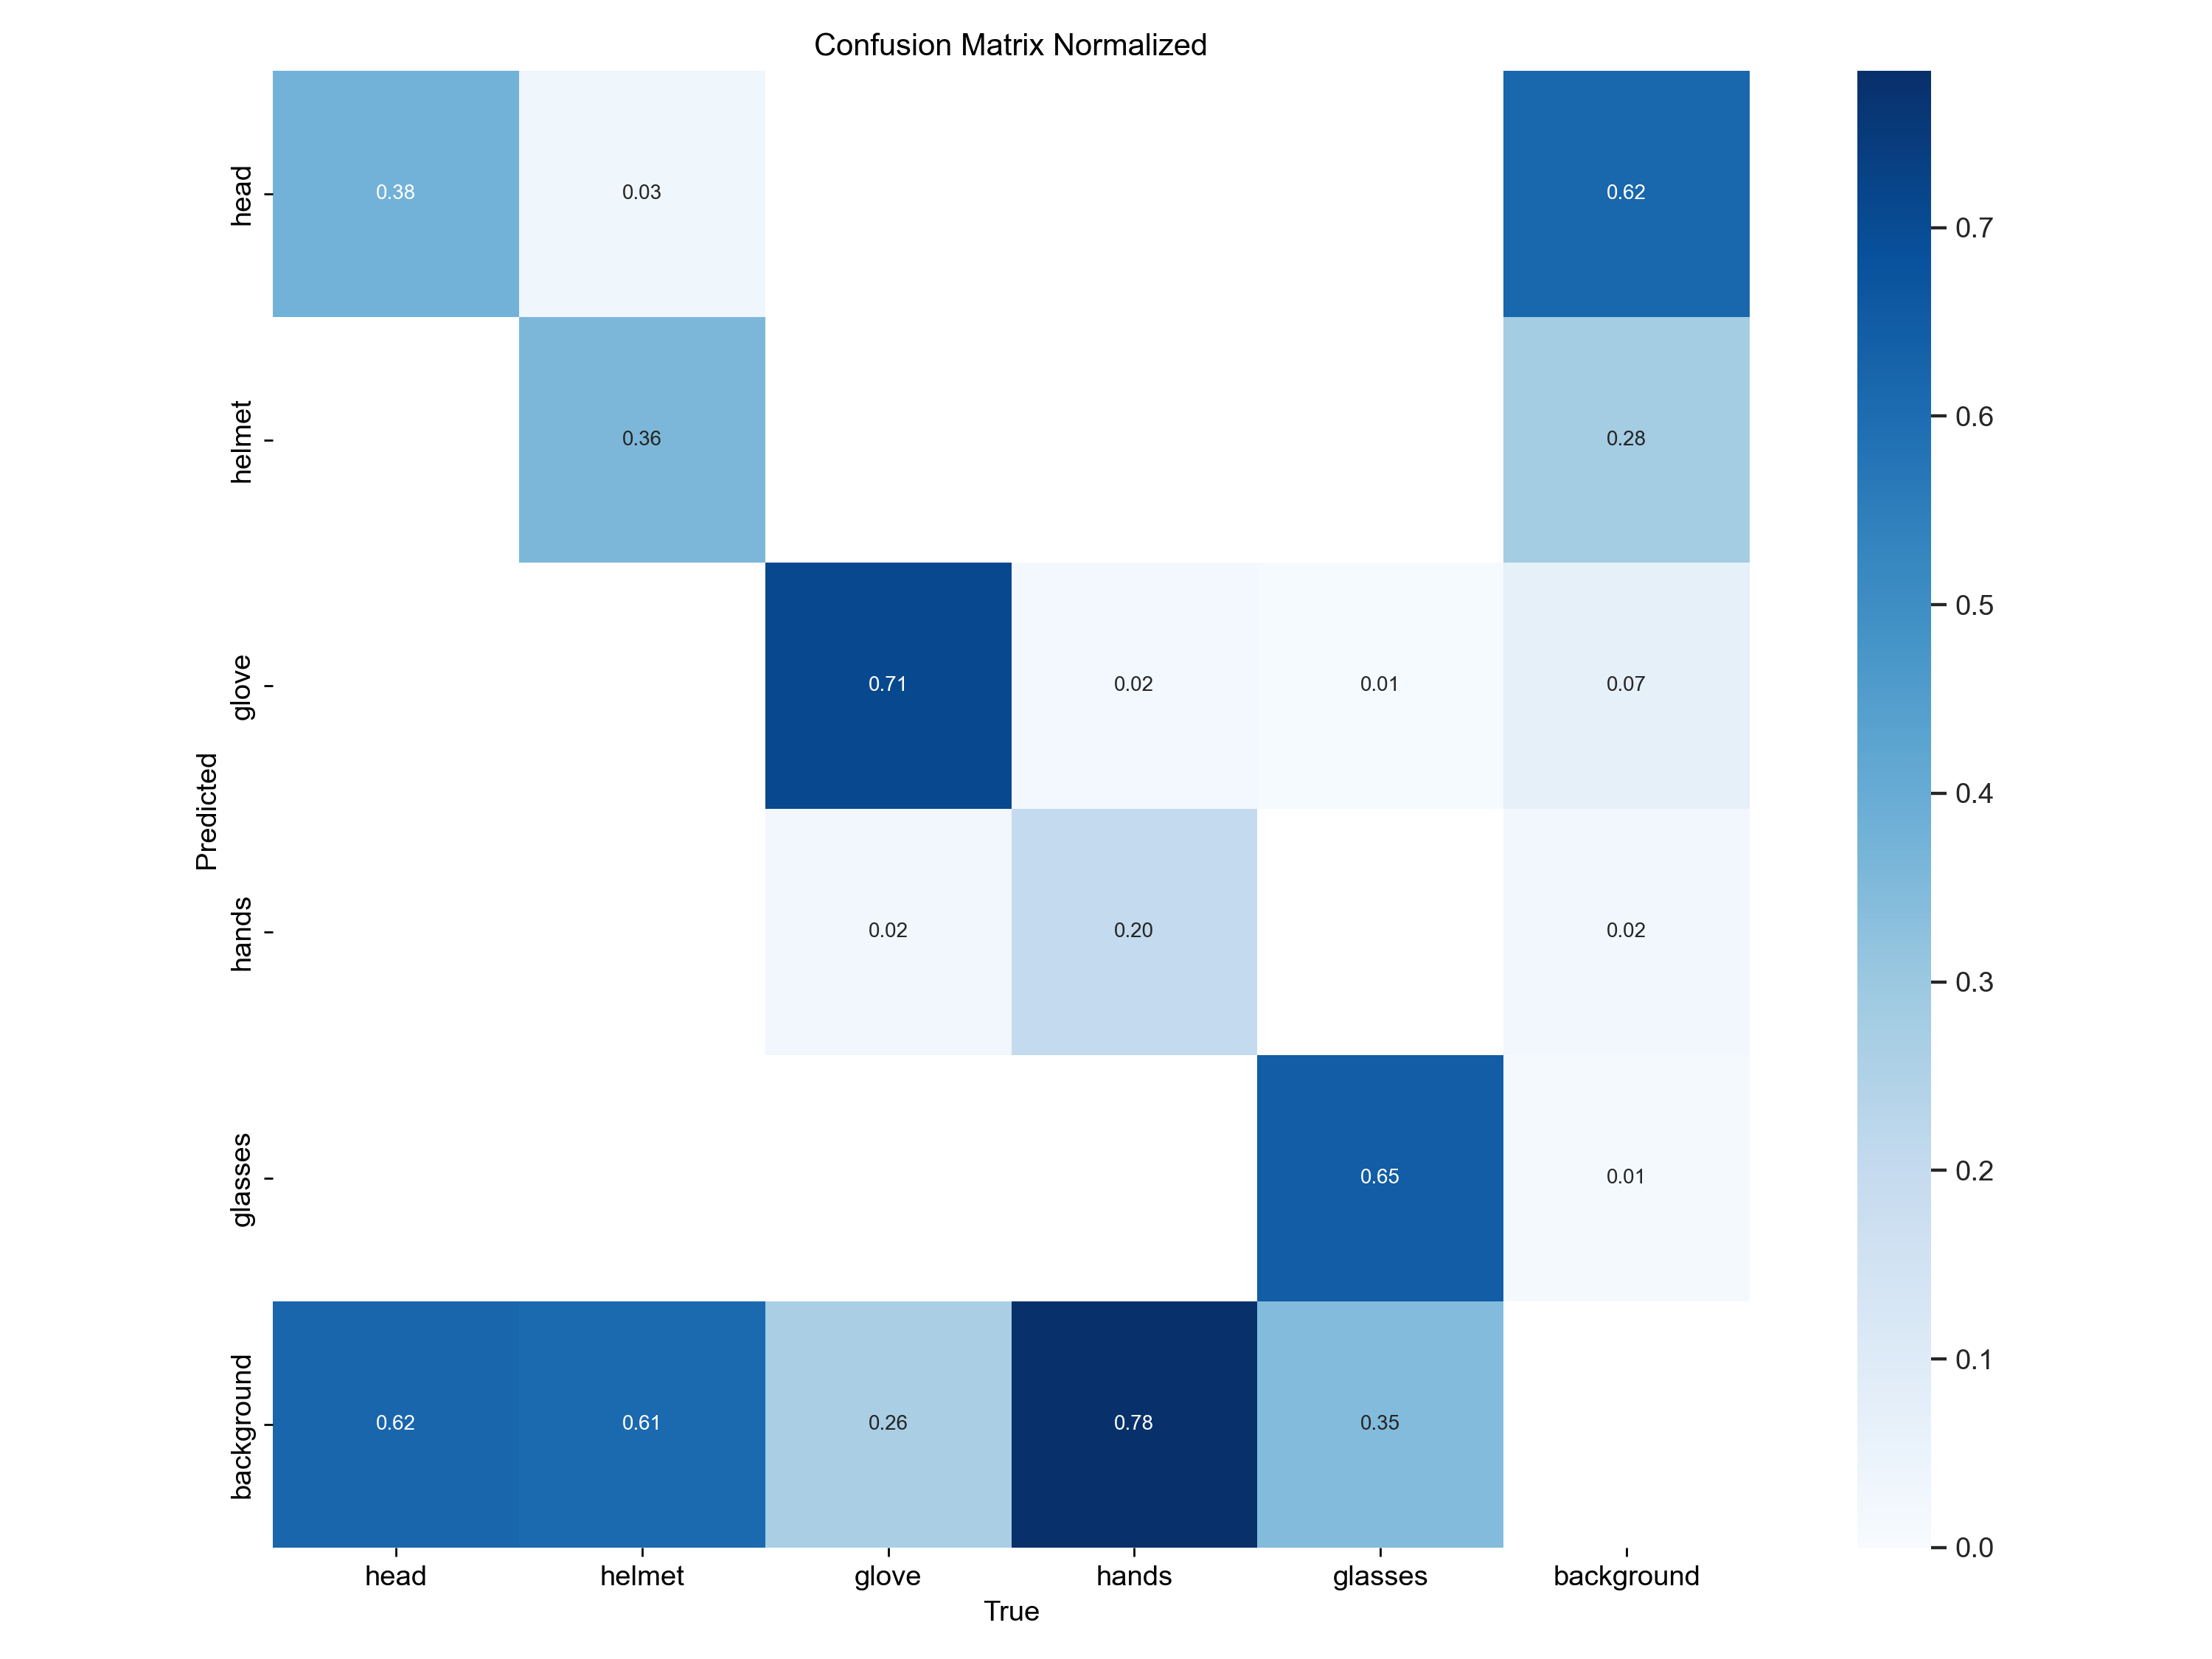 Confusion Matrix Normalized
head
0.38
0.03
0.62
helmet
0.36
0.28
glove
0.71
0.02
0.01
0.07
hands
0.02
0.20
0.02
glasses
0.65
0.01
background
0.62
0.61
0.26
0.78
0.35
head
helmet
glove
hands
glasses
background
True
Predicted
0.7
0.6
0.5
0.4
0.3
0.2
0.1
0.0